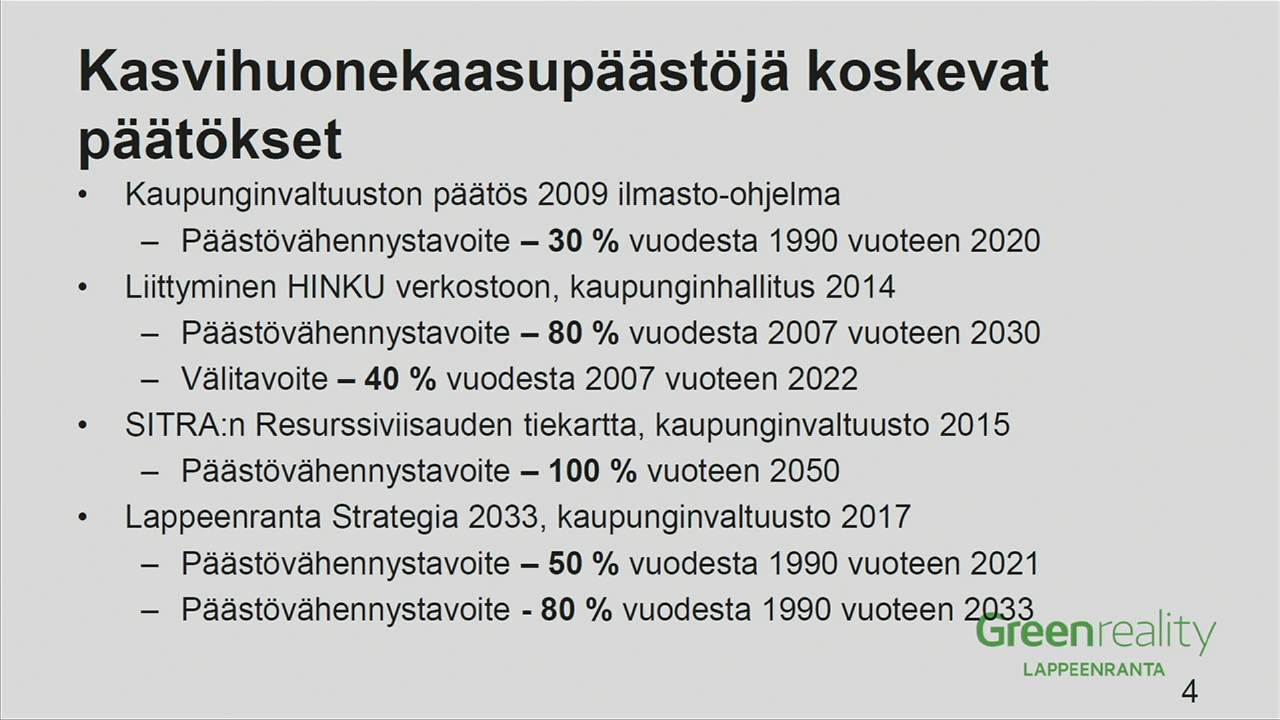 Kasvihuonekaasupäästöjä koskevat
päätökset
• Kaupunginvaltuuston päätös 2009 ilmasto-ohjelma
– Päästövähennystavoite – 30 % vuodesta 1990 vuoteen 2020
• Liittyminen HINKU verkostoon, kaupunginhallitus 2014
– Päästövähennystavoite – 80 % vuodesta 2007 vuoteen 2030
– Välitavoite – 40 % vuodesta 2007 vuoteen 2022
• SITRA:n Resurssiviisauden tiekartta, kaupunginvaltuusto 2015
– Päästövähennystavoite – 100 % vuoteen 2050
• Lappeenranta Strategia 2033, kaupunginvaltuusto 2017
– Päästövähennystavoite – 50 % vuodesta 1990 vuoteen 2021
– Päästövähennystavoite - 80 % vuodesta 1990 vuoteen 2033
Greenreality
LAPPEENRANTA
4